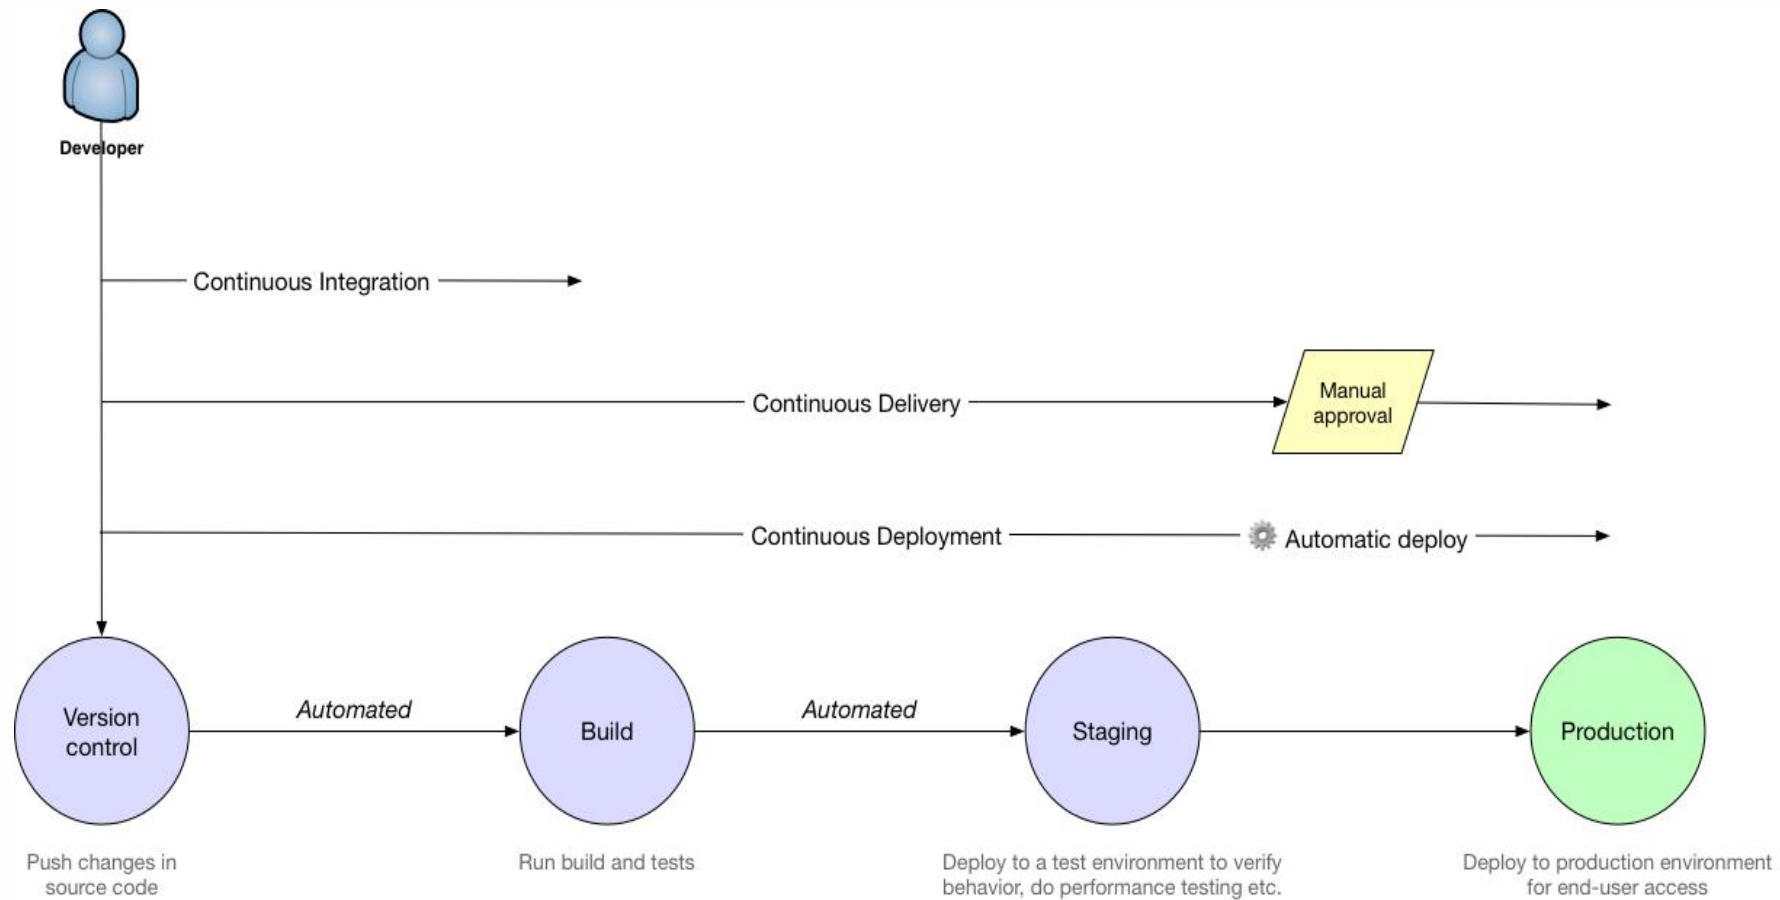 Developer
Continuous Integration
Continuous Delivery
Manual
approval
Continuous Deployment
Automatic deploy
Version
control
Automated
Build
Automated
Staging
Production
Push changes in
source code
Run build and tests
Deploy to a test environment to verify
behavior, do performance testing etc.
Deploy to production environment
for end-user access